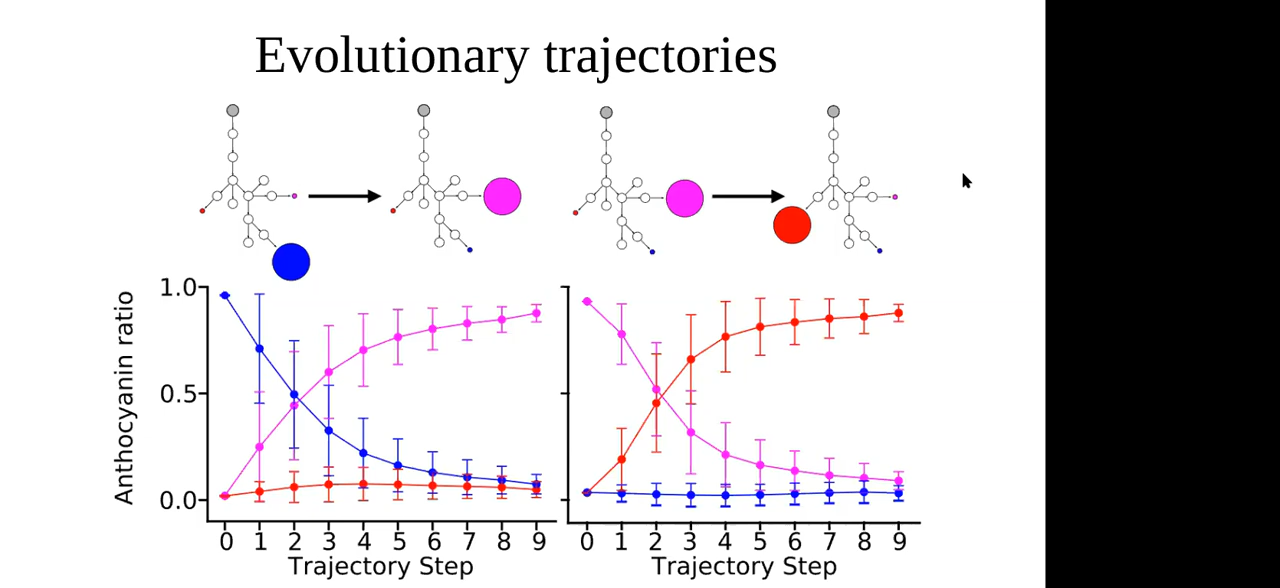 Evolutionary trajectories
Anthocyanin ratio
1.0
0.5
0.0
0 1 2 3 4 5 6 7 8 9
Trajectory Step
0 1 2 3 4 5 6 7 8 9
Trajectory Step